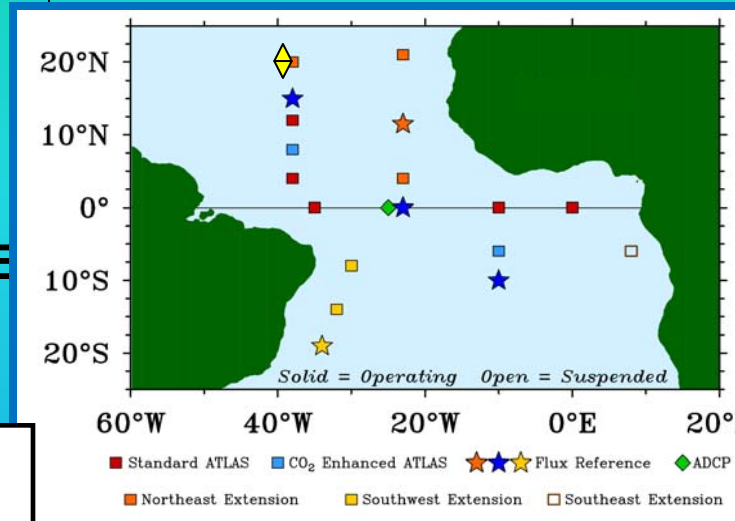 20°N
10°N
0°
10°S
20°S
Solid = Operating Open = Suspended
60°W 40°W 20°W 0°E 20°
Standard ATLAS CO₂ Enhanced ATLAS Flux Reference ADCP
Northeast Extension Southwest Extension Southeast Extension